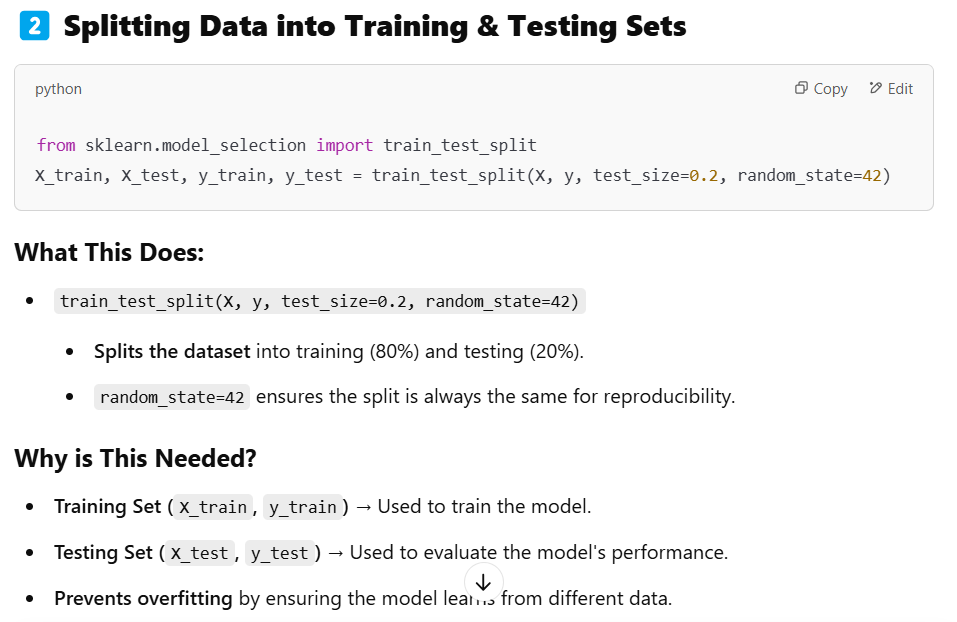 2 Splitting Data into Training & Testing Sets
python Copy Edit
from sklearn.model_selection import train_test_split
X_train, X_test, y_train, y_test = train_test_split(X, y, test_size=0.2, random_state=42)
What This Does:
• train_test_split(X, y, test_size=0.2, random_state=42)
• Splits the dataset into training (80%) and testing (20%).
• random_state=42 ensures the split is always the same for reproducibility.
Why is This Needed?
• Training Set (X_train, y_train) → Used to train the model.
• Testing Set (X_test, y_test) → Used to evaluate the model's performance.
• Prevents overfitting by ensuring the model learns from different data.